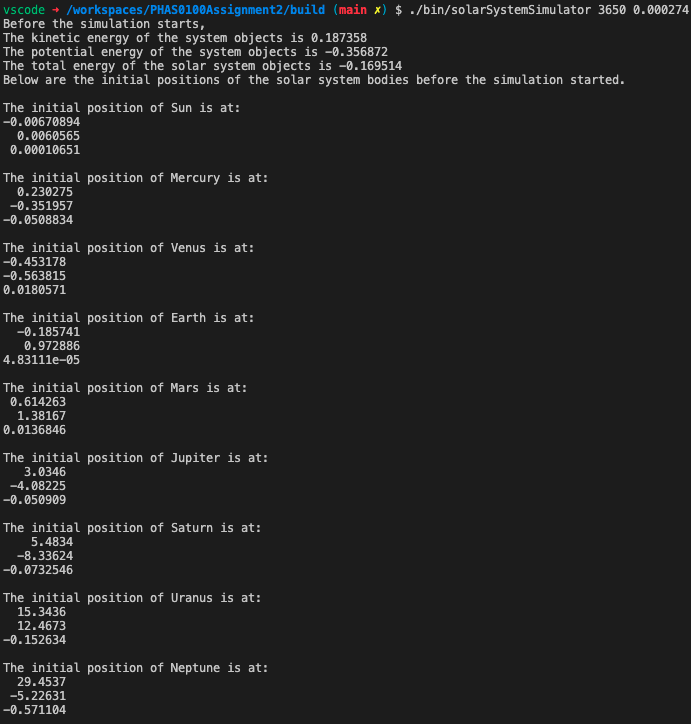 vscode ➜ /workspaces/PHAS0100Assignment2/build (main ✗) $ ./bin/solarSystemSimulator 3650 0.000274
Before the simulation starts,
The kinetic energy of the system objects is 0.187358
The potential energy of the system objects is -0.356872
The total energy of the solar system objects is -0.169514
Below are the initial positions of the solar system bodies before the simulation started.
The initial position of Sun is at:
-0.00670894
0.0060565
0.00010651
The initial position of Mercury is at:
0.230275
-0.351957
-0.0508834
The initial position of Venus is at:
-0.453178
-0.563815
0.0180571
The initial position of Earth is at:
-0.185741
0.972886
4.83111e-05
The initial position of Mars is at:
0.614263
1.38167
0.0136846
The initial position of Jupiter is at:
3.0346
-4.08225
-0.050909
The initial position of Saturn is at:
5.4834
-8.33624
-0.0732546
The initial position of Uranus is at:
15.3436
12.4673
-0.152634
The initial position of Neptune is at:
29.4537
-5.22631
-0.571104